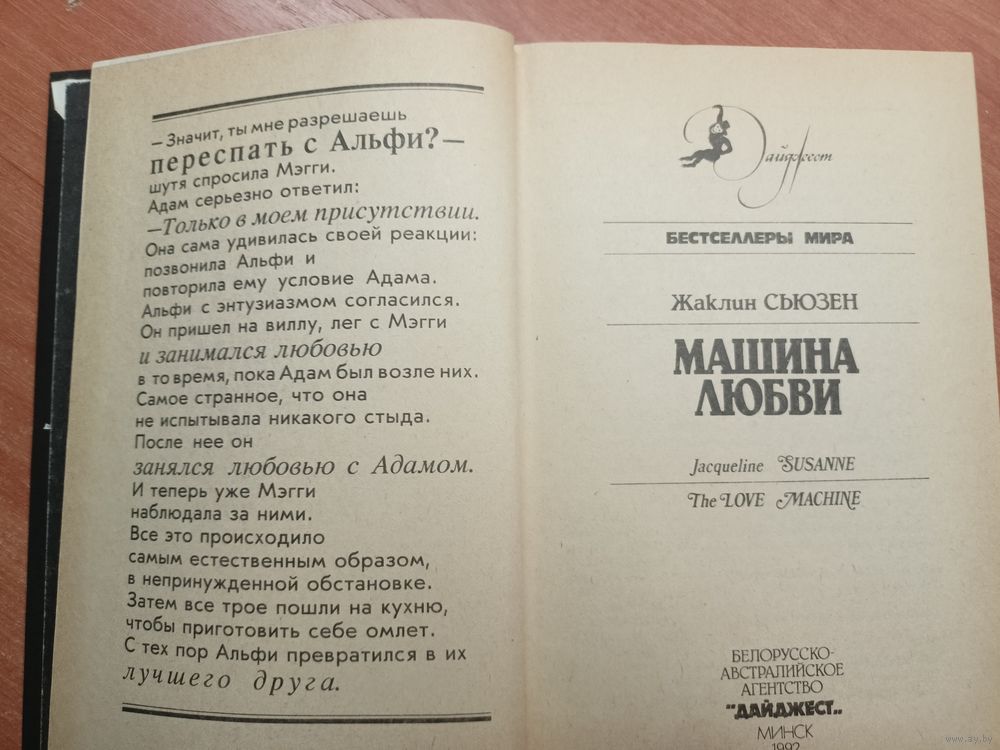 —Значит, ты мне разрешаешь
переспать с Альфи?—
шутя спросила Мэгги.
Адам серьезно ответил:
—Только в моем присутствии.
Она сама удивилась своей реакции:
позвонила Альфи и
повторила ему условие Адама.
Альфи с энтузиазмом согласился.
Он пришел на виллу, лег с Мэгги
и занимался любовью
в то время, пока Адам был возле них.
Самое странное, что она
не испытывала никакого стыда.
После нее он
занялся любовью с Адамом.
И теперь уже Мэгги
наблюдала за ними.
Все это происходило
самым естественным образом,
в непринужденной обстановке.
Затем все трое пошли на кухню,
чтобы приготовить себе омлет.
С тех пор Альфи превратился в их
лучшего друга.
Дайджест
БЕСТСЕЛЛЕРЫ МИРА
Жаклин СЬЮЗЕН
МАШИНА
ЛЮБВИ
Jacqueline SUSANNE
The LOVE MACHINE
БЕЛОРУССКО-
АВСТРАЛИЙСКОЕ
АГЕНТСТВО
"ДАЙДЖЕСТ"
МИНСК
1992
www.ay.by